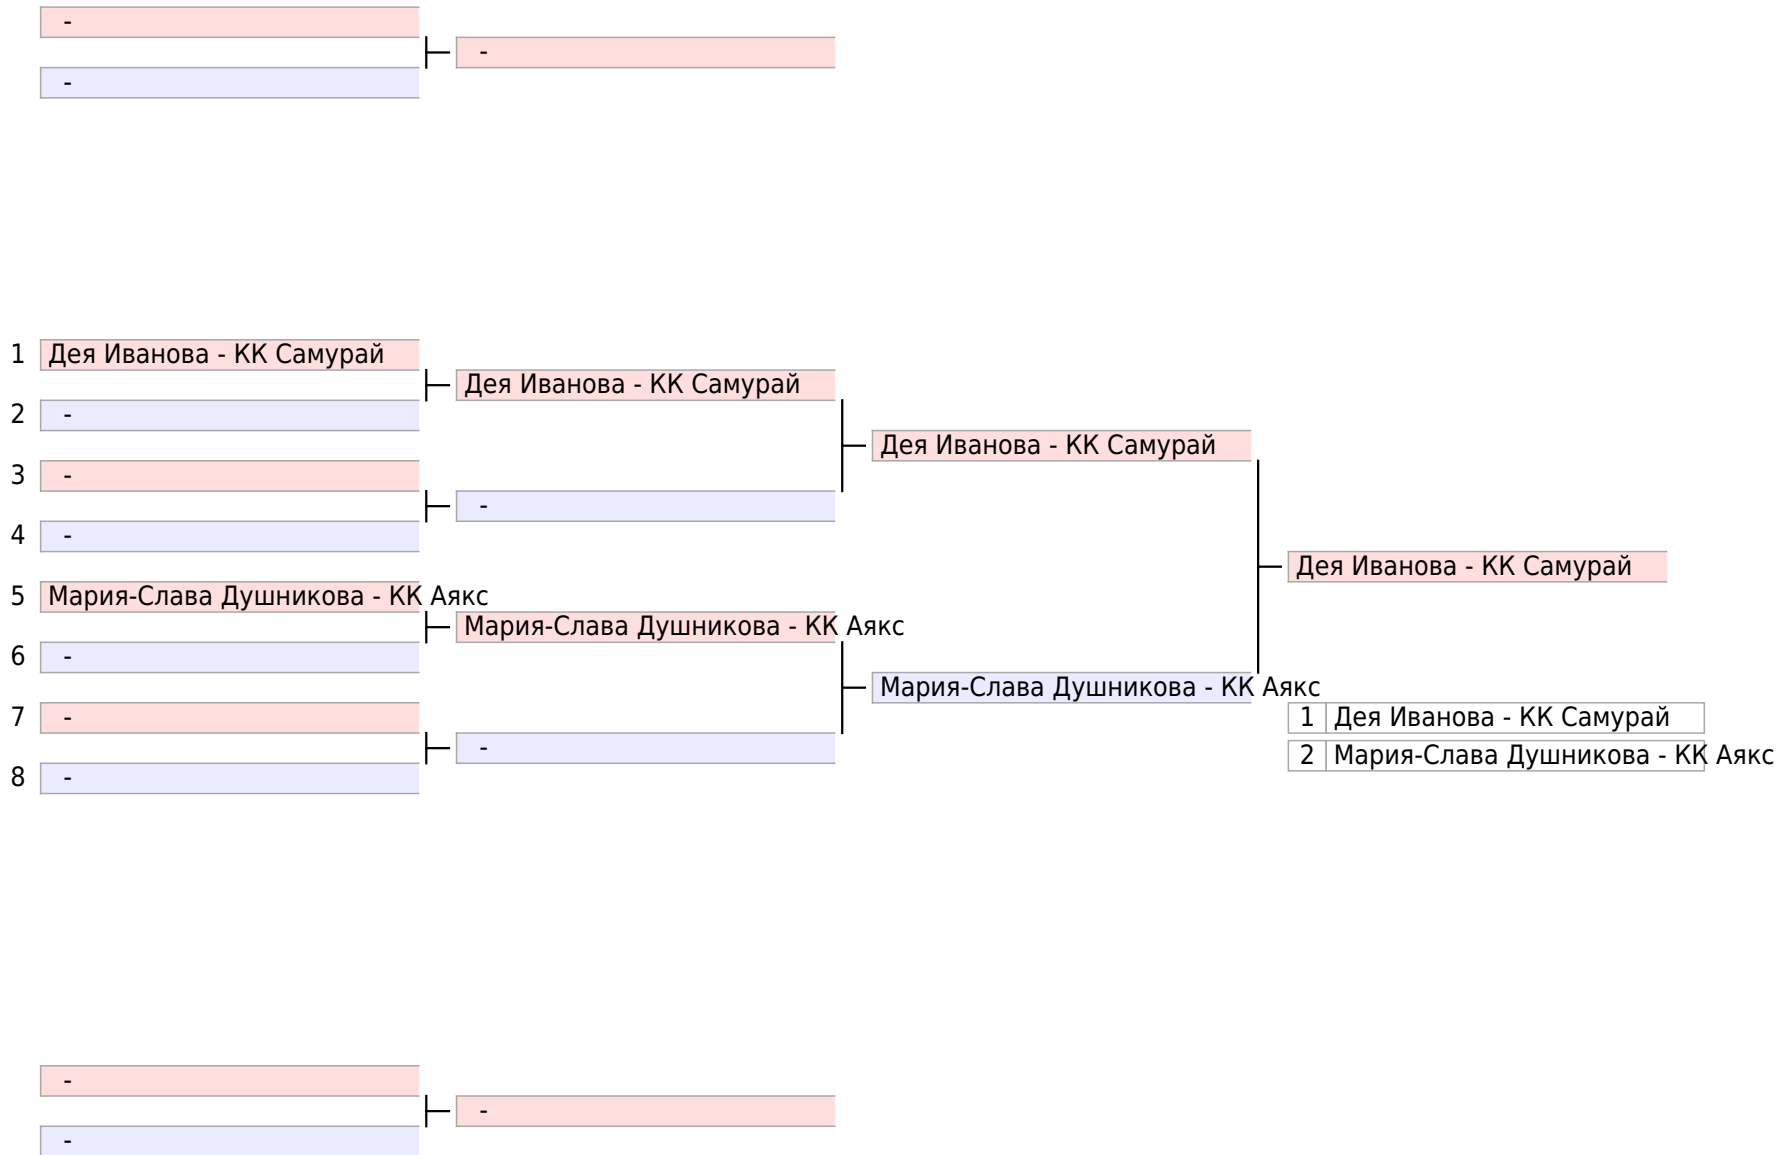 -
-
-
1 Дея Иванова - КК Самурай
Дея Иванова - КК Самурай
2 -
Дея Иванова - КК Самурай
3 -
-
4 -
Дея Иванова - КК Самурай
5 Мария-Слава Душникова - КК Аякс
Мария-Слава Душникова - КК Аякс
6 -
Мария-Слава Душникова - КК Аякс
7 -
1 Дея Иванова - КК Самурай
-
2 Мария-Слава Душникова - КК Аякс
8 -
-
-
-